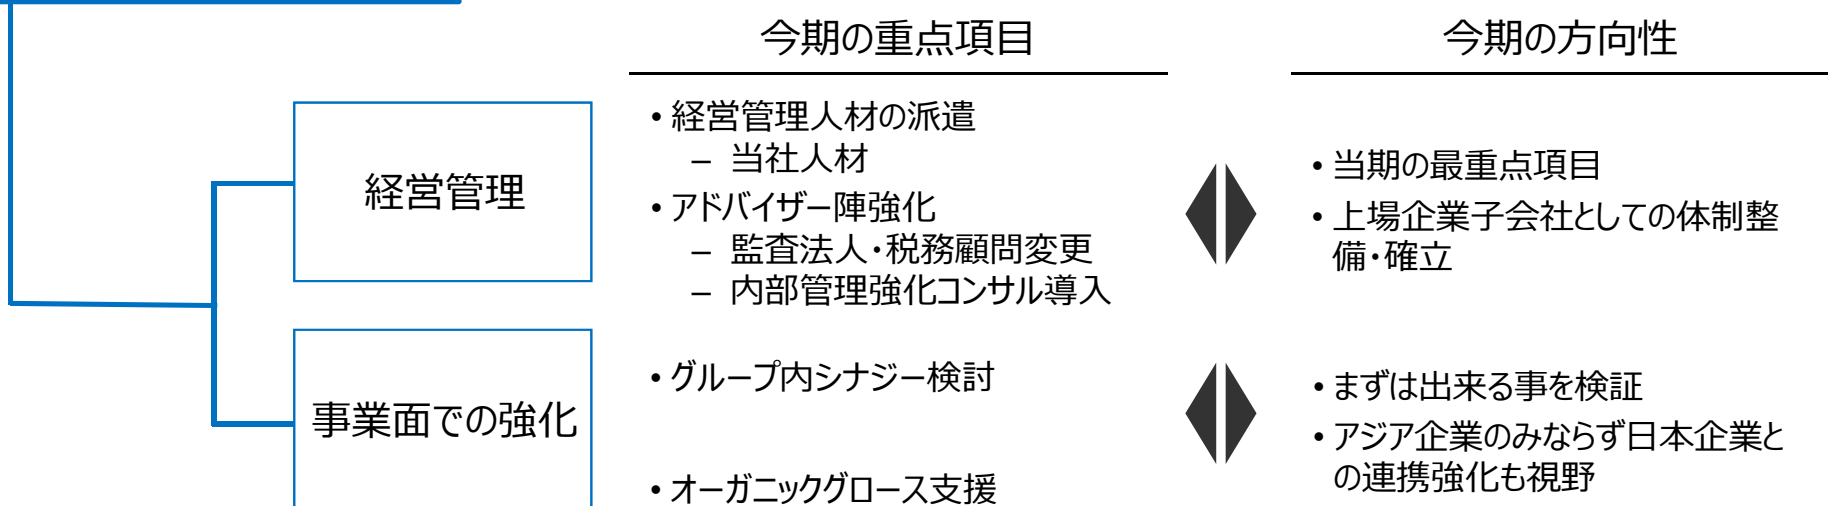 今期の重点項目
今期の方向性
経営管理
• 経営管理人材の派遣
– 当社人材
• アドバイザー陣強化
– 監査法人・税務顧問変更
– 内部管理強化コンサル導入
• 当期の最重点項目
• 上場企業子会社としての体制整
備・確立
事業面での強化
• グループ内シナジー検討
• オーガニックグロース支援
• まずは出来る事を検証
• アジア企業のみならず日本企業と
の連携強化も視野